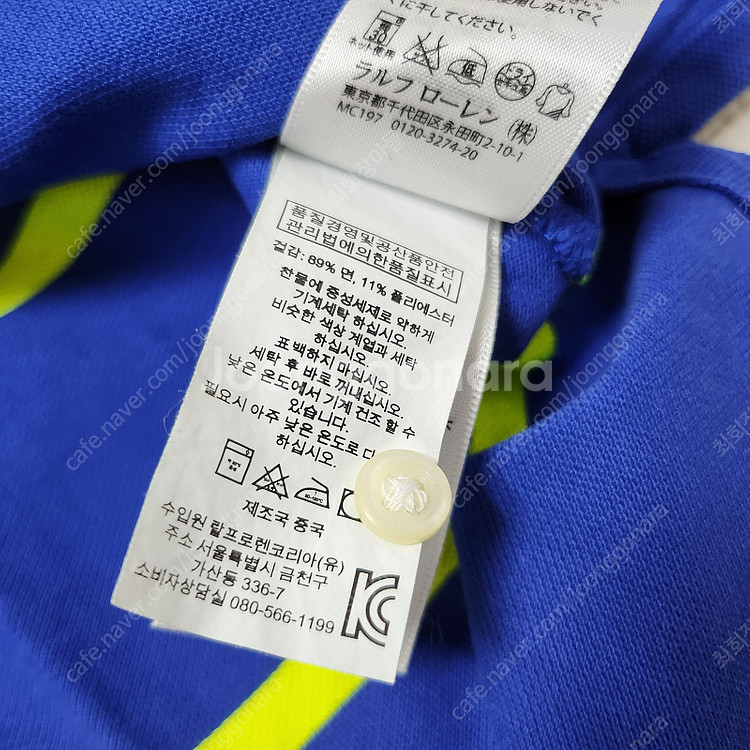 に干してください。
ネット使用
低
ドライ
ラルフ ローレン (株)
東京都千代田区永田町2-10-1
MC197 0120-3274-20
품질경영및공산품안전
관리법에의한품질표시
겉감: 89% 면, 11% 폴리에스터
찬물에 중성세제로 약하게
기계세탁 하십시오.
비슷한 색상 계열과 세탁
하십시오.
표백하지 마십시오.
세탁 후 바로 꺼내십시오.
낮은 온도에서 기계 건조 할 수
있습니다.
필요시 아주 낮은 온도로 다
하십시오.
제조국 중국
수입원 랄프로렌코리아(유)
주소 서울특별시 금천구
가산동 336-7
소비자상담실 080-566-1199
Joonggonara
cafe.naver.com/joonggonara